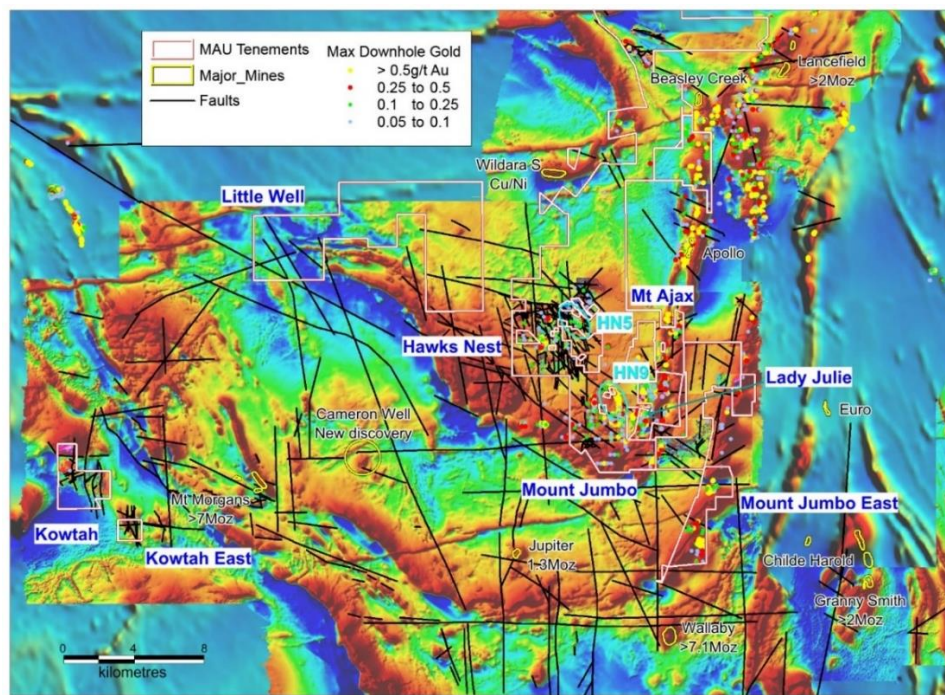 MAU Tenements
Major_Mines
Faults
Max Downhole Gold
> 0.5g/t Au
0.25 to 0.5
0.1 to 0.25
0.05 to 0.1
Lancefield
>2Moz
Beasley Creek
Wildara S
Cu/Ni
Little Well
Apollo
Mt Ajax
HN5
Hawks Nest
HN9
Lady Julie
Euro
Cameron Well
New discovery
Mount Jumbo
Mt Morgans
>7Moz
Mount Jumbo East
Kowtah
Kowtah East
Jupiter
1.3Moz
Childe Harold
Granny Smith
>2Moz
Wallaby
>7.1Moz
0 4 8
kilometres